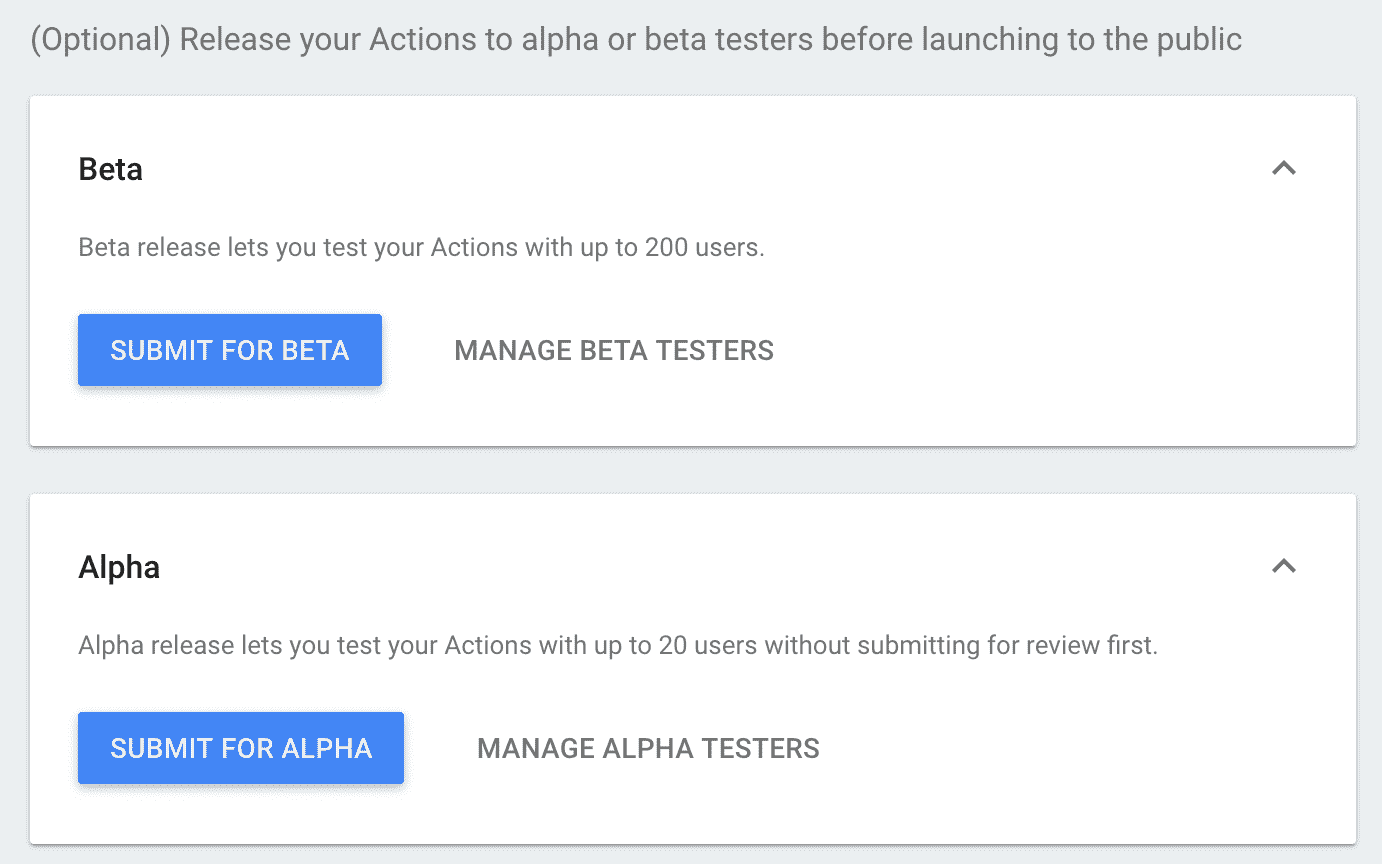 (Optional) Release your Actions to alpha or beta testers before launching to the public
Beta
Beta release lets you test your Actions with up to 200 users.
SUBMIT FOR BETA
MANAGE BETA TESTERS
Alpha
Alpha release lets you test your Actions with up to 20 users without submitting for review first.
SUBMIT FOR ALPHA
MANAGE ALPHA TESTERS